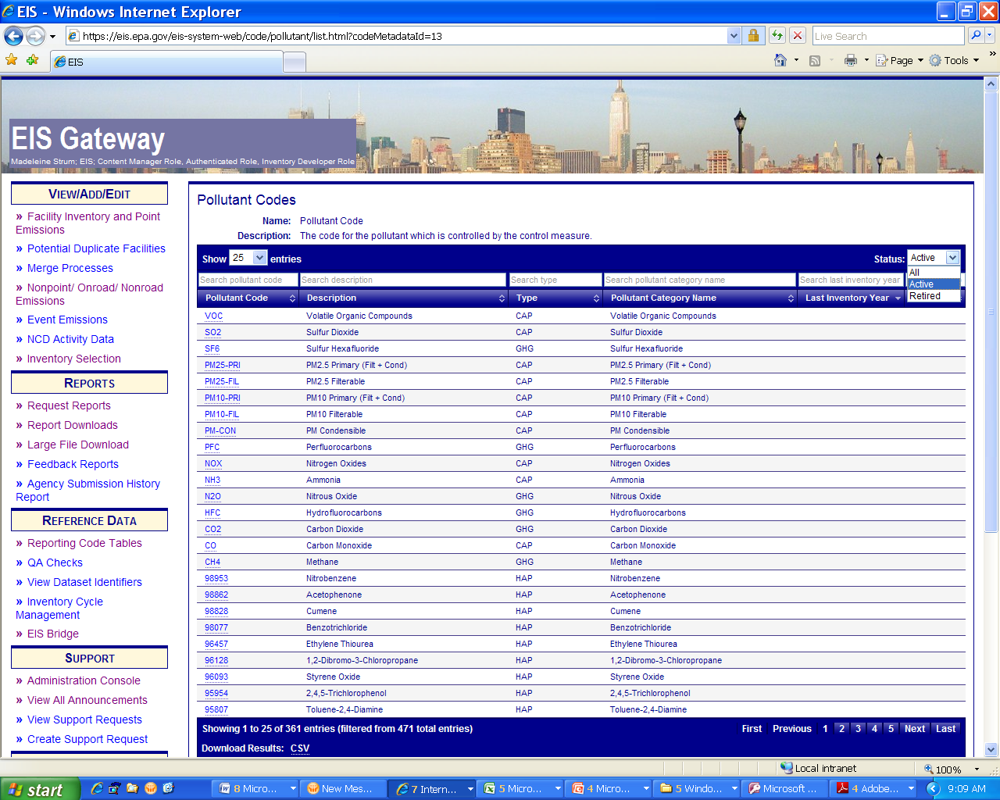 EIS - Windows Internet Explorer
https://eis.epa.gov/eis-system-web/code/pollutant/list.html?codeMetadataId=13
Live Search
EIS
Page
Tools
»
EIS Gateway
Madeleine Strum; EIS; Content Manager Role, Authenticated Role, Inventory Developer Role
VIEW/ADD/EDIT
» Facility Inventory and Point
Emissions
» Potential Duplicate Facilities
» Merge Processes
» Nonpoint/ Onroad/ Nonroad
Emissions
» Event Emissions
» NCD Activity Data
» Inventory Selection
REPORTS
» Request Reports
» Report Downloads
» Large File Download
» Feedback Reports
» Agency Submission History
Report
REFERENCE DATA
» Reporting Code Tables
» QA Checks
» View Dataset Identifiers
» Inventory Cycle
Management
» EIS Bridge
SUPPORT
» Administration Console
» View All Announcements
» View Support Requests
» Create Support Request
Pollutant Codes
Name: Pollutant Code
Description: The code for the pollutant which is controlled by the control measure.
Show 25 entries Status: Active
All
Active
Retired
Search pollutant code Search description Search type Search pollutant category name Search last inventory year
Pollutant Code Description Type Pollutant Category Name Last Inventory Year
VOC Volatile Organic Compounds CAP Volatile Organic Compounds
SO2 Sulfur Dioxide CAP Sulfur Dioxide
SF6 Sulfur Hexafluoride GHG Sulfur Hexafluoride
PM25-PRI PM2.5 Primary (Filt + Cond) CAP PM2.5 Primary (Filt + Cond)
PM25-FIL PM2.5 Filterable CAP PM2.5 Filterable
PM10-PRI PM10 Primary (Filt + Cond) CAP PM10 Primary (Filt + Cond)
PM10-FIL PM10 Filterable CAP PM10 Filterable
PM-CON PM Condensible CAP PM Condensible
PFC Perfluorocarbons GHG Perfluorocarbons
NOX Nitrogen Oxides CAP Nitrogen Oxides
NH3 Ammonia CAP Ammonia
N2O Nitrous Oxide GHG Nitrous Oxide
HFC Hydrofluorocarbons GHG Hydrofluorocarbons
CO2 Carbon Dioxide GHG Carbon Dioxide
CO Carbon Monoxide CAP Carbon Monoxide
CH4 Methane GHG Methane
98953 Nitrobenzene HAP Nitrobenzene
98862 Acetophenone HAP Acetophenone
98828 Cumene HAP Cumene
98077 Benzotrichloride HAP Benzotrichloride
96457 Ethylene Thiourea HAP Ethylene Thiourea
96128 1,2-Dibromo-3-Chloropropane HAP 1,2-Dibromo-3-Chloropropane
96093 Styrene Oxide HAP Styrene Oxide
95954 2,4,5-Trichlorophenol HAP 2,4,5-Trichlorophenol
95807 Toluene-2,4-Diamine HAP Toluene-2,4-Diamine
Showing 1 to 25 of 361 entries (filtered from 471 total entries) First Previous 1 2 3 4 5 Next Last
Download Results: CSV
Local intranet 100%
start 8 Micro... New Mes... 7 Intern... 5 Micro... 4 Micro... 5 Windo... Microsoft ... 4 Adobe... 9:09 AM